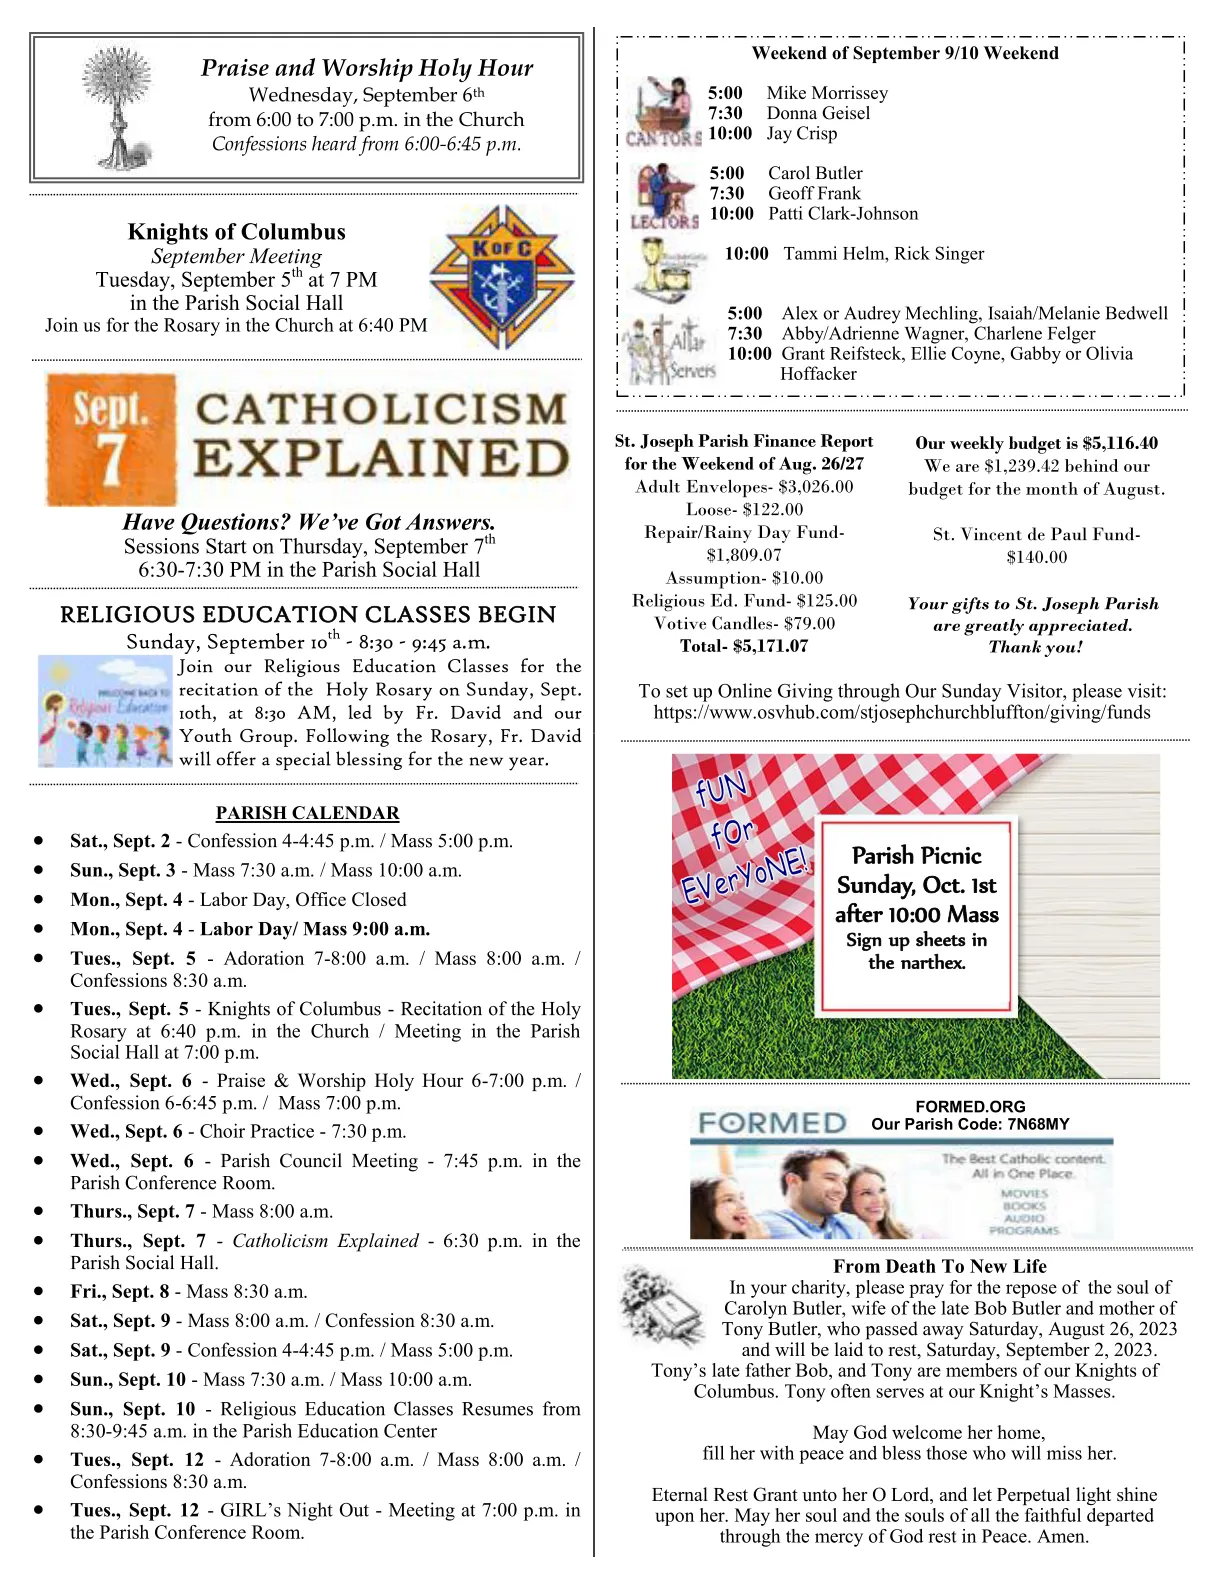 Praise and Worship Holy Hour
Wednesday, September 6th
from 6:00 to 7:00 p.m. in the Church
Confessions heard from 6:00-6:45 p.m.
Knights of Columbus
September Meeting
Tuesday, September 5th at 7 PM
in the Parish Social Hall
Join us for the Rosary in the Church at 6:40 PM
K OF C
Sept.
7
CATHOLICISM
EXPLAINED
Have Questions? We've Got Answers.
Sessions Start on Thursday, September 7th
6:30-7:30 PM in the Parish Social Hall
RELIGIOUS EDUCATION CLASSES BEGIN
Sunday, September 10th - 8:30 - 9:45 a.m.
WELCOME BACK TO
Religious Education
Join our Religious Education Classes for the
recitation of the Holy Rosary on Sunday, Sept.
10th, at 8:30 AM, led by Fr. David and our
Youth Group. Following the Rosary, Fr. David
will offer a special blessing for the new year.
PARISH CALENDAR
• Sat., Sept. 2 - Confession 4-4:45 p.m. / Mass 5:00 p.m.
• Sun., Sept. 3 - Mass 7:30 a.m. / Mass 10:00 a.m.
• Mon., Sept. 4 - Labor Day, Office Closed
• Mon., Sept. 4 - Labor Day/ Mass 9:00 a.m.
• Tues., Sept. 5 - Adoration 7-8:00 a.m. / Mass 8:00 a.m. /
Confessions 8:30 a.m.
• Tues., Sept. 5 - Knights of Columbus - Recitation of the Holy
Rosary at 6:40 p.m. in the Church / Meeting in the Parish
Social Hall at 7:00 p.m.
• Wed., Sept. 6 - Praise & Worship Holy Hour 6-7:00 p.m. /
Confession 6-6:45 p.m. / Mass 7:00 p.m.
• Wed., Sept. 6 - Choir Practice - 7:30 p.m.
• Wed., Sept. 6 - Parish Council Meeting - 7:45 p.m. in the
Parish Conference Room.
• Thurs., Sept. 7 - Mass 8:00 a.m.
• Thurs., Sept. 7 - Catholicism Explained - 6:30 p.m. in the
Parish Social Hall.
• Fri., Sept. 8 - Mass 8:30 a.m.
• Sat., Sept. 9 - Mass 8:00 a.m. / Confession 8:30 a.m.
• Sat., Sept. 9 - Confession 4-4:45 p.m. / Mass 5:00 p.m.
• Sun., Sept. 10 - Mass 7:30 a.m. / Mass 10:00 a.m.
• Sun., Sept. 10 - Religious Education Classes Resumes from
8:30-9:45 a.m. in the Parish Education Center
• Tues., Sept. 12 - Adoration 7-8:00 a.m. / Mass 8:00 a.m. /
Confessions 8:30 a.m.
• Tues., Sept. 12 - GIRL's Night Out - Meeting at 7:00 p.m. in
the Parish Conference Room.
Weekend of September 9/10 Weekend
CANTORS
5:00 Mike Morrissey
7:30 Donna Geisel
10:00 Jay Crisp
LECTORS
5:00 Carol Butler
7:30 Geoff Frank
10:00 Patti Clark-Johnson
10:00 Tammi Helm, Rick Singer
Altar
Servers
5:00 Alex or Audrey Mechling, Isaiah/Melanie Bedwell
7:30 Abby/Adrienne Wagner, Charlene Felger
10:00 Grant Reifsteck, Ellie Coyne, Gabby or Olivia
Hoffacker
St. Joseph Parish Finance Report
for the Weekend of Aug. 26/27
Adult Envelopes- $3,026.00
Loose- $122.00
Repair/Rainy Day Fund-
$1,809.07
Assumption- $10.00
Religious Ed. Fund- $125.00
Votive Candles- $79.00
Total- $5,171.07
Our weekly budget is $5,116.40
We are $1,239.42 behind our
budget for the month of August.
St. Vincent de Paul Fund-
$140.00
Your gifts to St. Joseph Parish
are greatly appreciated.
Thank you!
To set up Online Giving through Our Sunday Visitor, please visit:
https://www.osvhub.com/stjosephchurchbluffton/giving/funds
fUN
fOr
EVerYoNE!
Parish Picnic
Sunday, Oct. 1st
after 10:00 Mass
Sign up sheets in
the narthex.
FORMED
FORMED.ORG
Our Parish Code: 7N68MY
The Best Catholic content.
All in One Place.
MOVIES
BOOKS
AUDIO
PROGRAMS
From Death To New Life
In your charity, please pray for the repose of the soul of
Carolyn Butler, wife of the late Bob Butler and mother of
Tony Butler, who passed away Saturday, August 26, 2023
and will be laid to rest, Saturday, September 2, 2023.
Tony's late father Bob, and Tony are members of our Knights of
Columbus. Tony often serves at our Knight's Masses.
May God welcome her home,
fill her with peace and bless those who will miss her.
Eternal Rest Grant unto her O Lord, and let Perpetual light shine
upon her. May her soul and the souls of all the faithful departed
through the mercy of God rest in Peace. Amen.